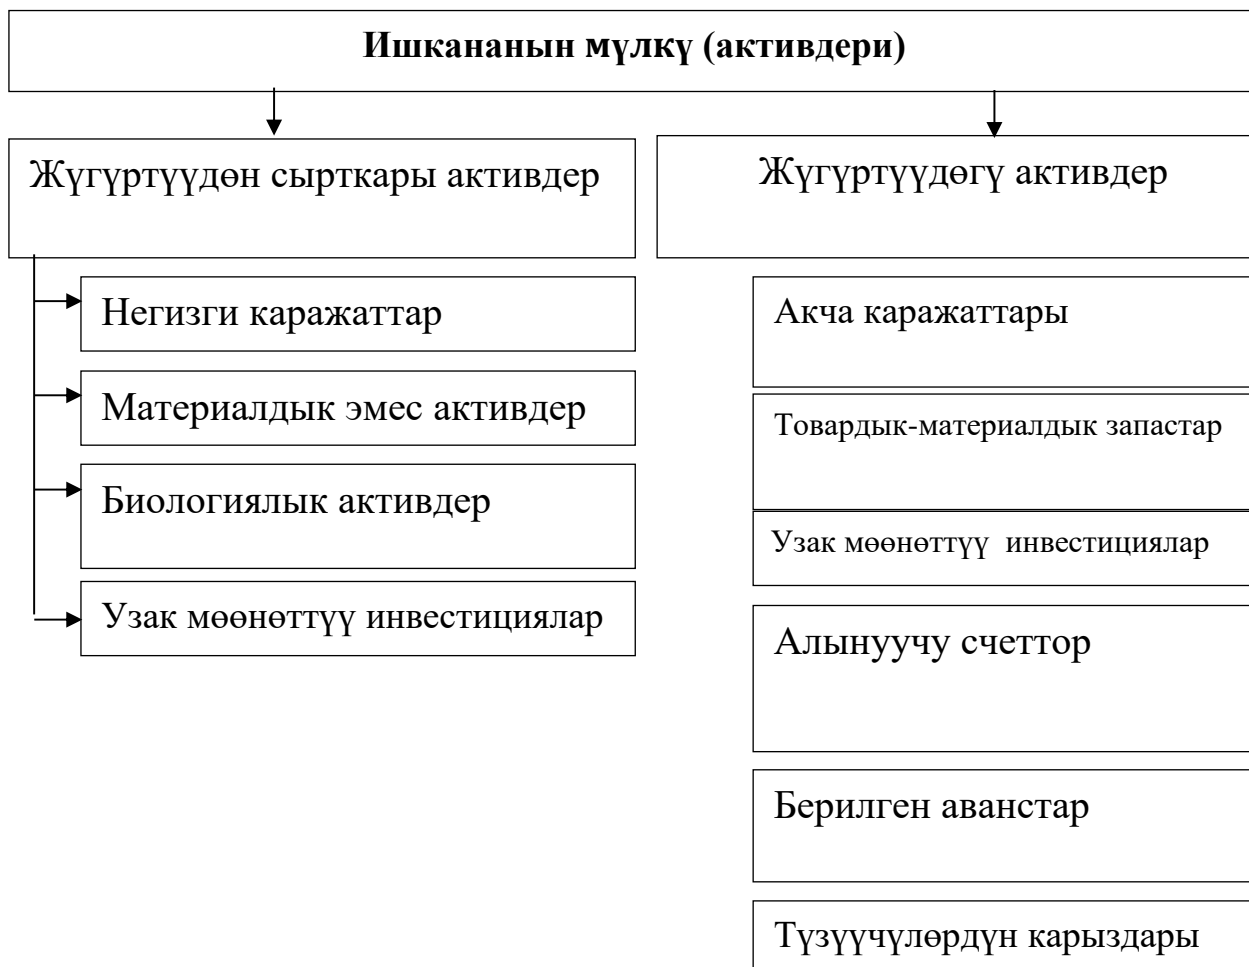 Ишкананын мүлкү (активдери)
Жүгүртүүдөн сырткары активдер
Жүгүртүүдөгү активдер
Негизги каражаттар
Материалдык эмес активдер
Биологиялык активдер
Узак мөөнөттүү инвестициялар
Акча каражаттары
Товардык-материалдык запастар
Узак мөөнөттүү инвестициялар
Алынуучу счеттор
Берилген аванстар
Түзүүчүлөрдүн карыздары